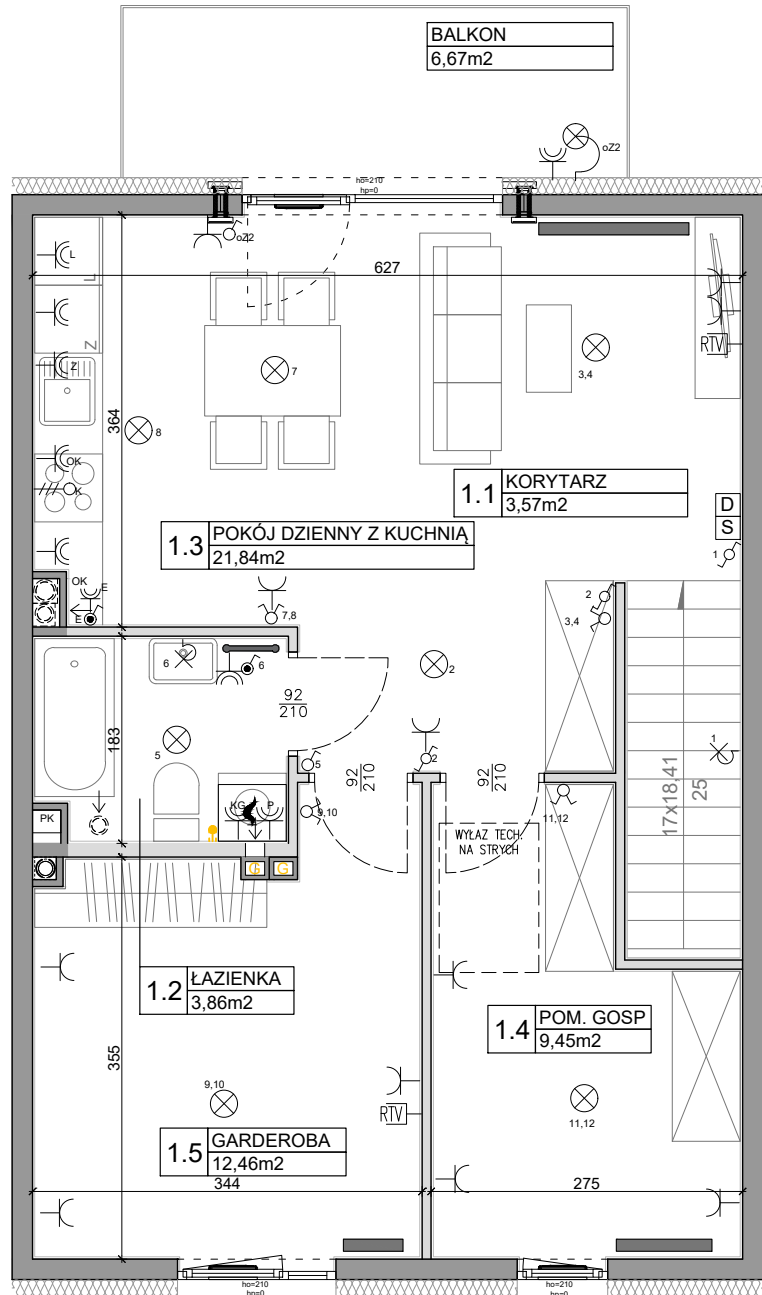 BALKON
6,67m2
oZ2
ho=210
hp=0
oZ2
L
L
627
RTV
Z
Z
7
3,4
8
364
OK
K
1.1 KORYTARZ
3,57m2
D
S
1
1.3 POKÓJ DZIENNY Z KUCHNIĄ
21,84m2
OK
E
E
7,8
2
3,4
6
6
2
92
210
183
5
5
2
1
92
210
92
210
17x18,41
25
KG
P
9,10
11,12
PK
WYŁAZ TECH.
NA STRYCH
G
G
1.2 ŁAZIENKA
3,86m2
1.4 POM. GOSP
9,45m2
355
9,10
RTV
11,12
1.5 GARDEROBA
12,46m2
344
275
ho=210
hp=0
ho=210
hp=0